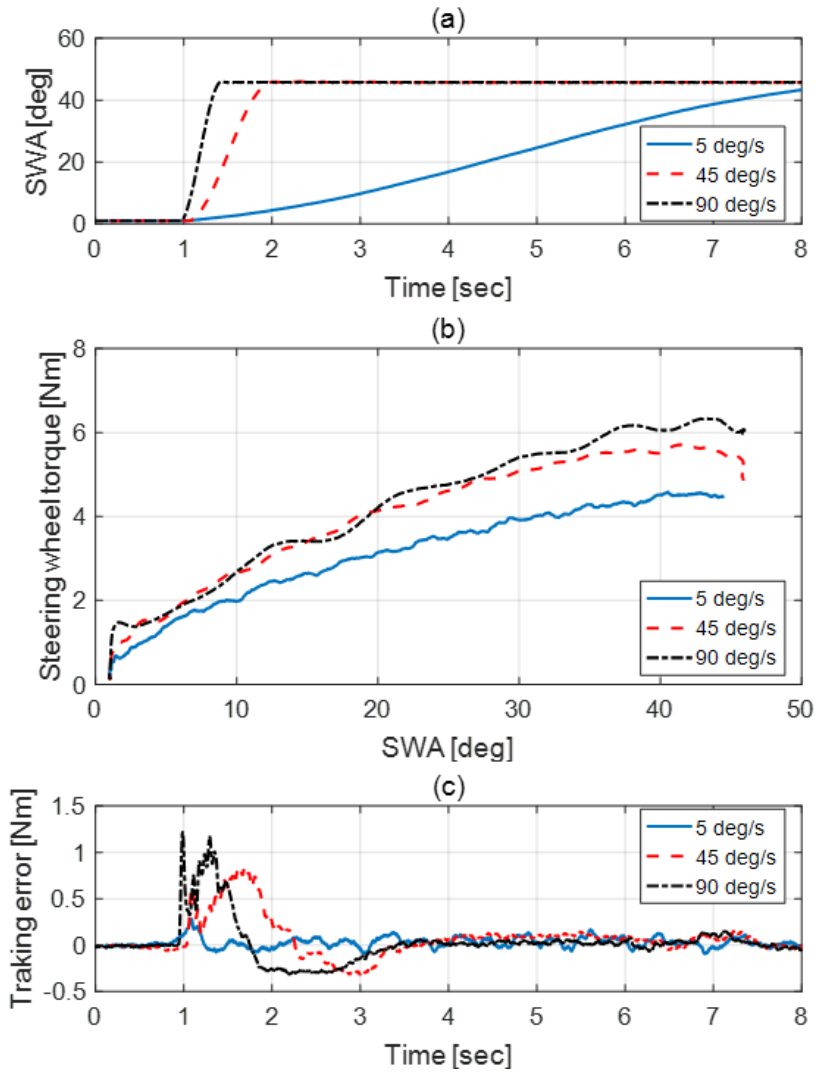 (a)
60
40
20
0
SWA [deg]
5 deg/s
45 deg/s
90 deg/s
0 1 2 3 4 5 6 7 8
Time [sec]
(b)
8
6
4
2
0
Steering wheel torque [Nm]
5 deg/s
45 deg/s
90 deg/s
0 10 20 30 40 50
SWA [deg]
(c)
1.5
1
0.5
0
-0.5
Traking error [Nm]
5 deg/s
45 deg/s
90 deg/s
0 1 2 3 4 5 6 7 8
Time [sec]